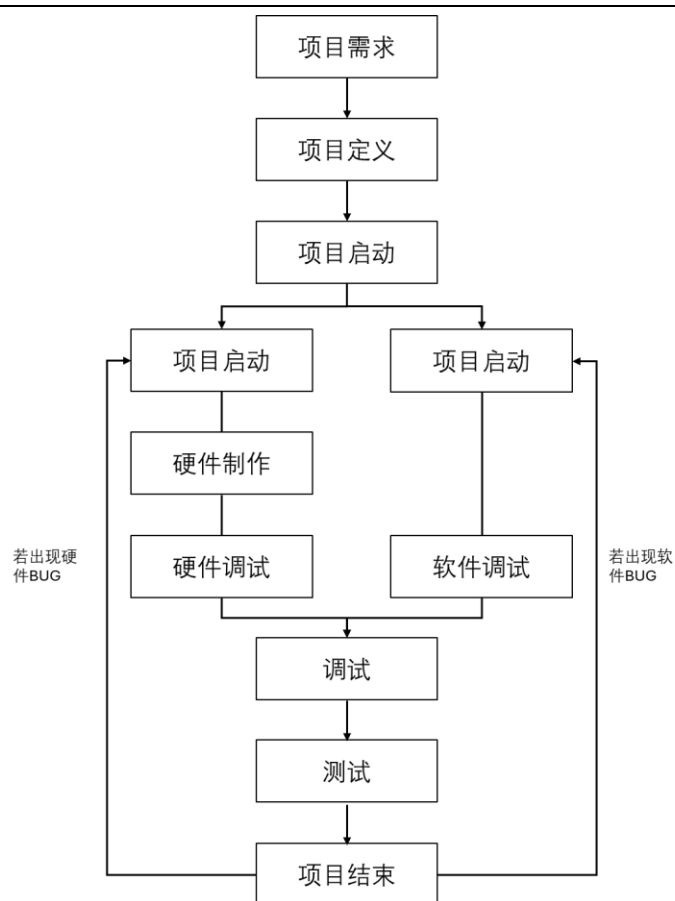 项目需求
项目定义
项目启动
项目启动
项目启动
硬件制作
若出现硬
件BUG
硬件调试
软件调试
若出现软
件BUG
调试
测试
项目结束